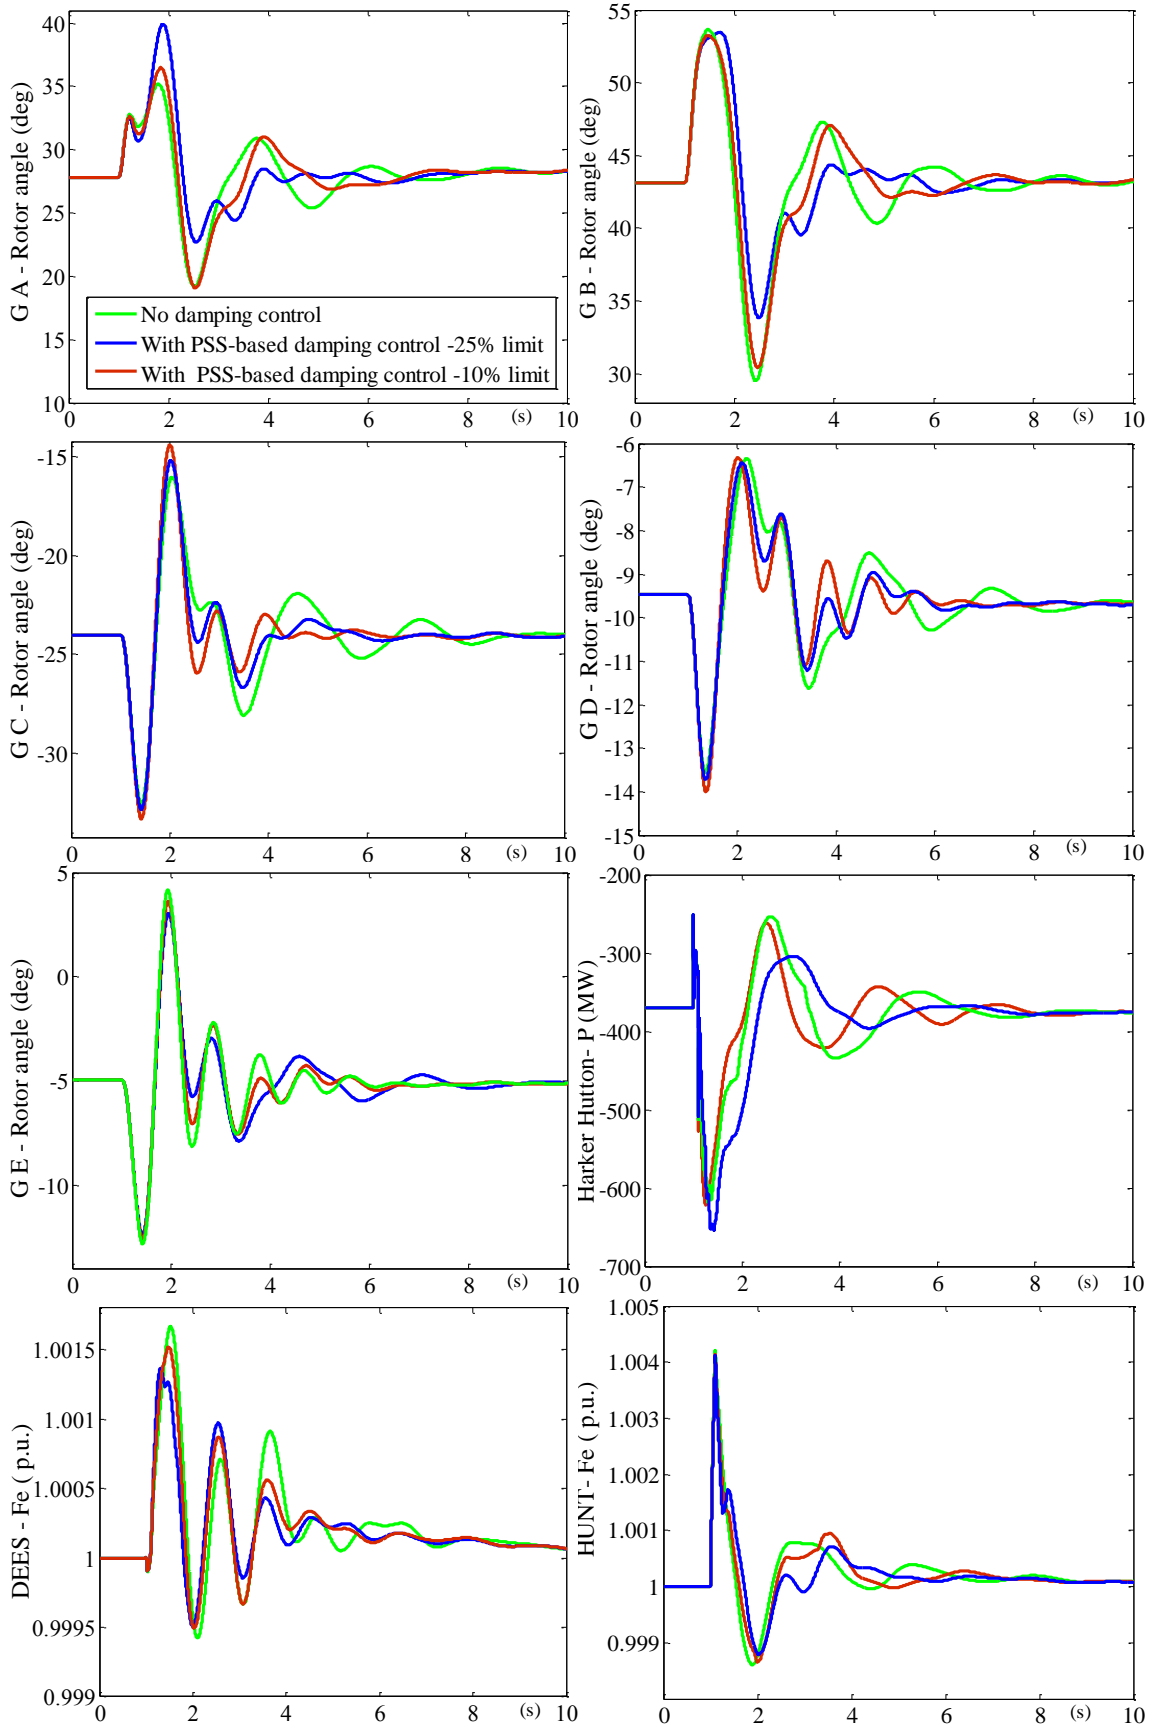 G A - Rotor angle (deg)
40
35
30
25
20
15
10
No damping control
With PSS-based damping control -25% limit
With PSS-based damping control -10% limit
0 2 4 6 8 (s) 10
G B - Rotor angle (deg)
55
50
45
40
35
30
0 2 4 6 8 (s) 10
G C - Rotor angle (deg)
-15
-20
-25
-30
0 2 4 6 8 (s) 10
G D - Rotor angle (deg)
-6
-7
-8
-9
-10
-11
-12
-13
-14
-15
0 2 4 6 8 (s) 10
G E - Rotor angle (deg)
5
0
-5
-10
0 2 4 6 8 (s) 10
Harker Hutton- P (MW)
-200
-300
-400
-500
-600
-700
0 2 4 6 8 (s) 10
DEES - Fe ( p.u.)
1.0015
1.001
1.0005
1
0.9995
0.999
0 2 4 6 8 (s) 10
HUNT- Fe ( p.u.)
1.005
1.004
1.003
1.002
1.001
1
0.999
0 2 4 6 8 (s) 10